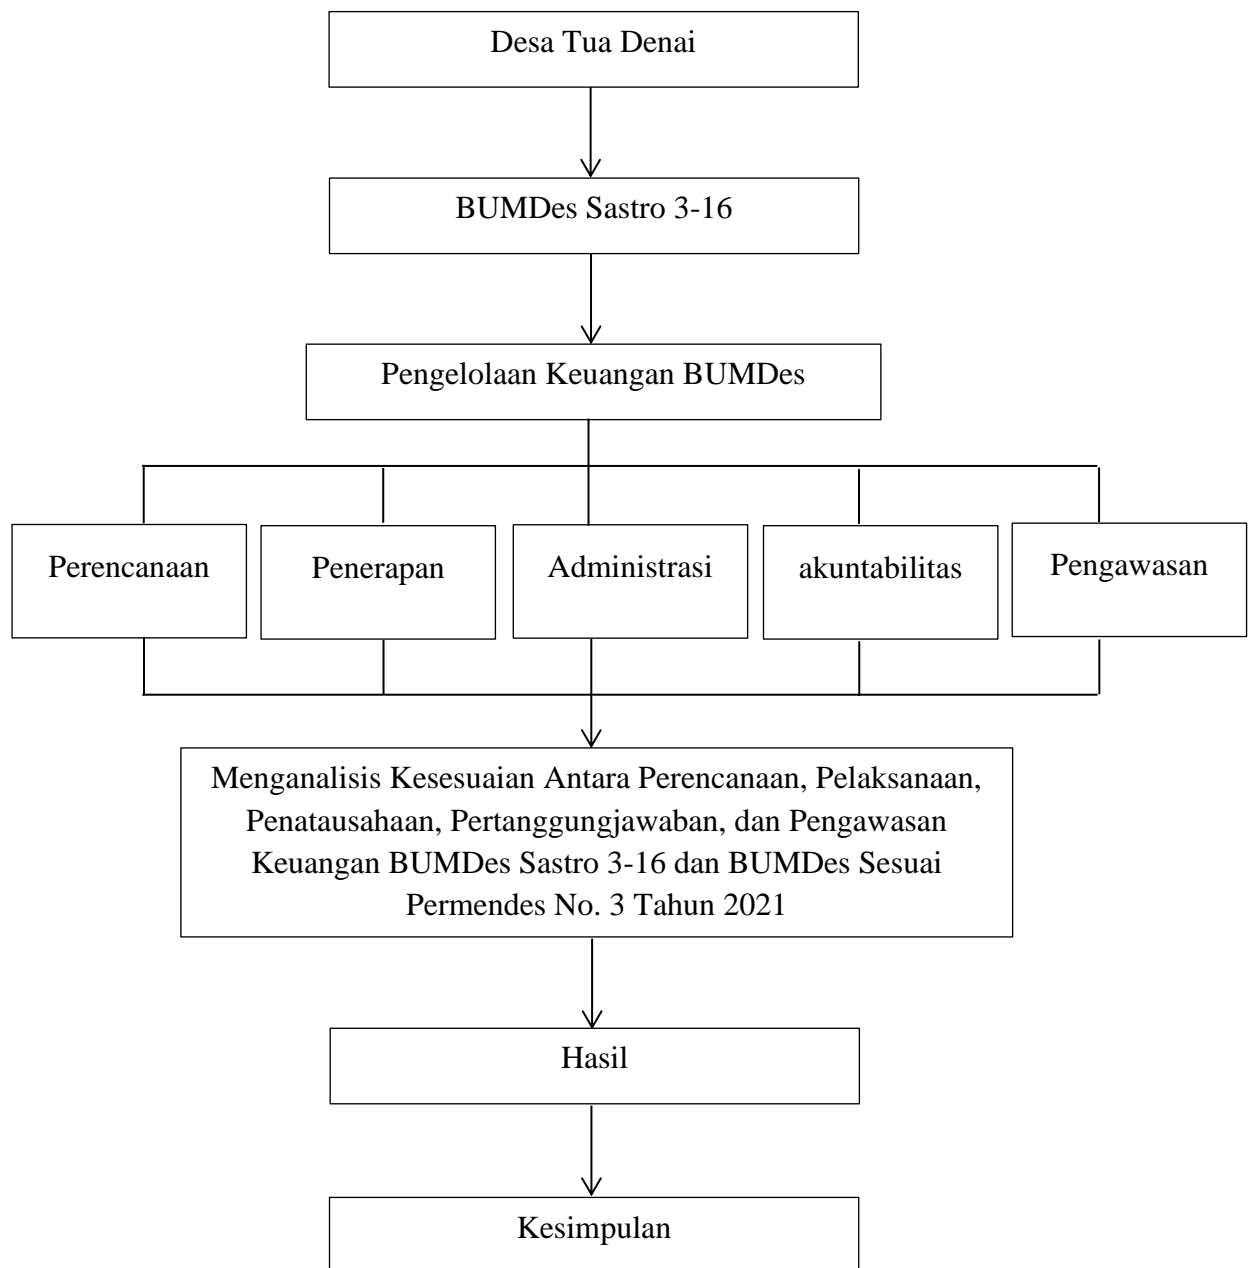 Desa Tua Denai
BUMDes Sastro 3-16
Pengelolaan Keuangan BUMDes
Perencanaan
Penerapan
Administrasi
akuntabilitas
Pengawasan
Menganalisis Kesesuaian Antara Perencanaan, Pelaksanaan,
Penatausahaan, Pertanggungjawaban, dan Pengawasan
Keuangan BUMDes Sastro 3-16 dan BUMDes Sesuai
Permendes No. 3 Tahun 2021
Hasil
Kesimpulan